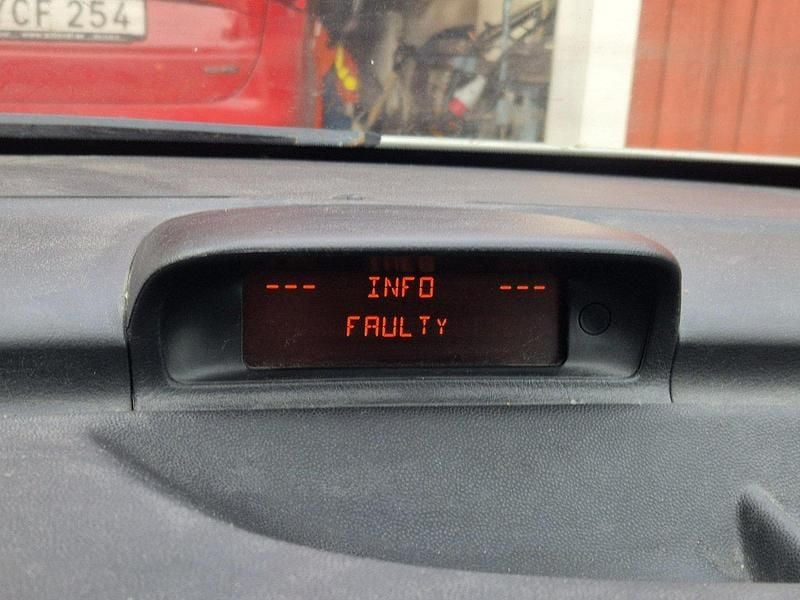 YCF 254
--- INFO ---
FAULTY